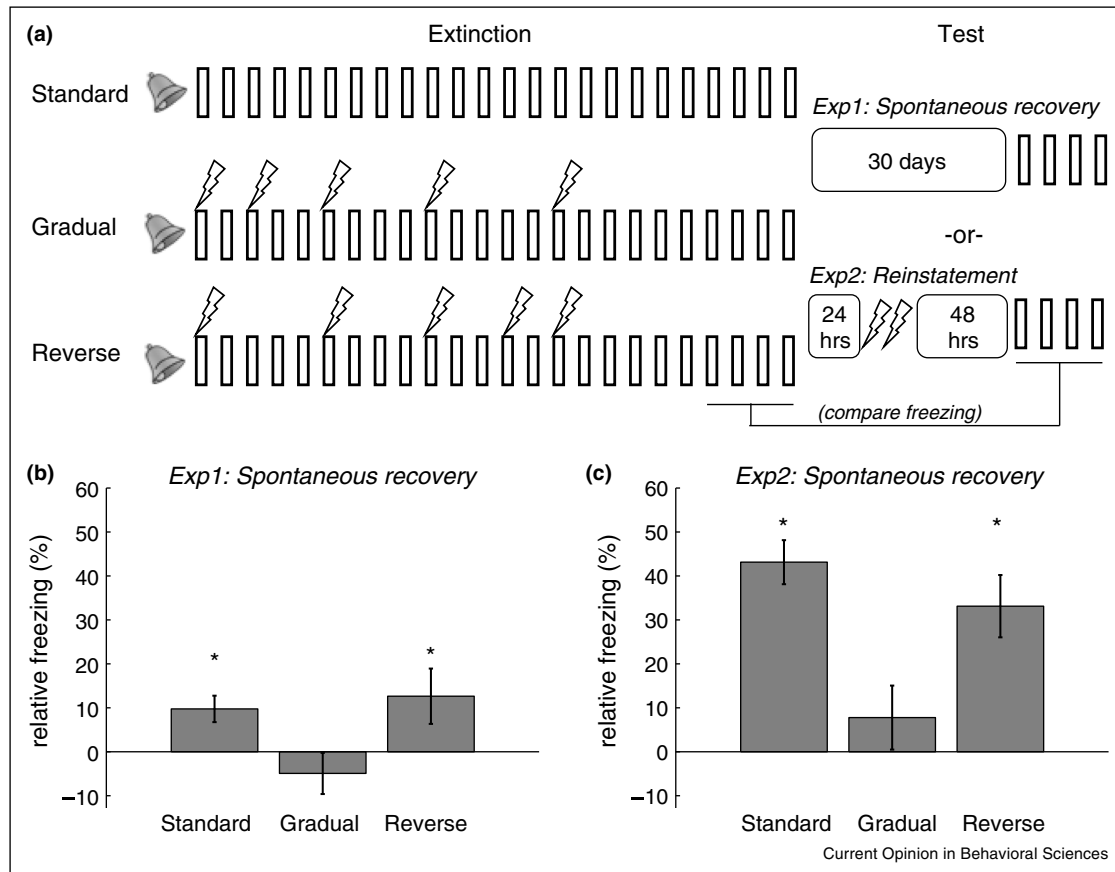 (a)
Extinction
Test
Standard
Exp1: Spontaneous recovery
30 days
Gradual
-or-
Exp2: Reinstatement
24
hrs
48
hrs
Reverse
(compare freezing)
(b)
Exp1: Spontaneous recovery
60
50
40
30
20
10
0
–10
relative freezing (%)
*
*
Standard Gradual Reverse
(c)
Exp2: Spontaneous recovery
60
50
40
30
20
10
0
–10
relative freezing (%)
*
*
Standard Gradual Reverse
Current Opinion in Behavioral Sciences